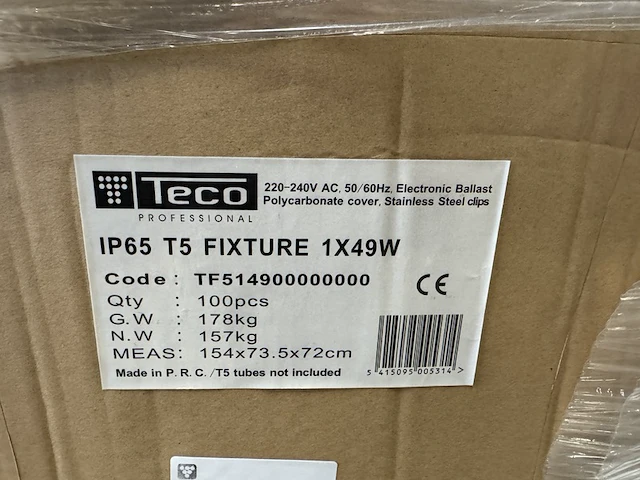 Teco
PROFESSIONAL
220-240V AC, 50/60Hz, Electronic Ballast
Polycarbonate cover, Stainless Steel clips
IP65 T5 FIXTURE 1X49W
Code : TF514900000000
CE
Qty : 100pcs
G.W : 178kg
N.W : 157kg
MEAS: 154x73.5x72cm
Made in P. R. C. /T5 tubes not included
5 415095 005314 >